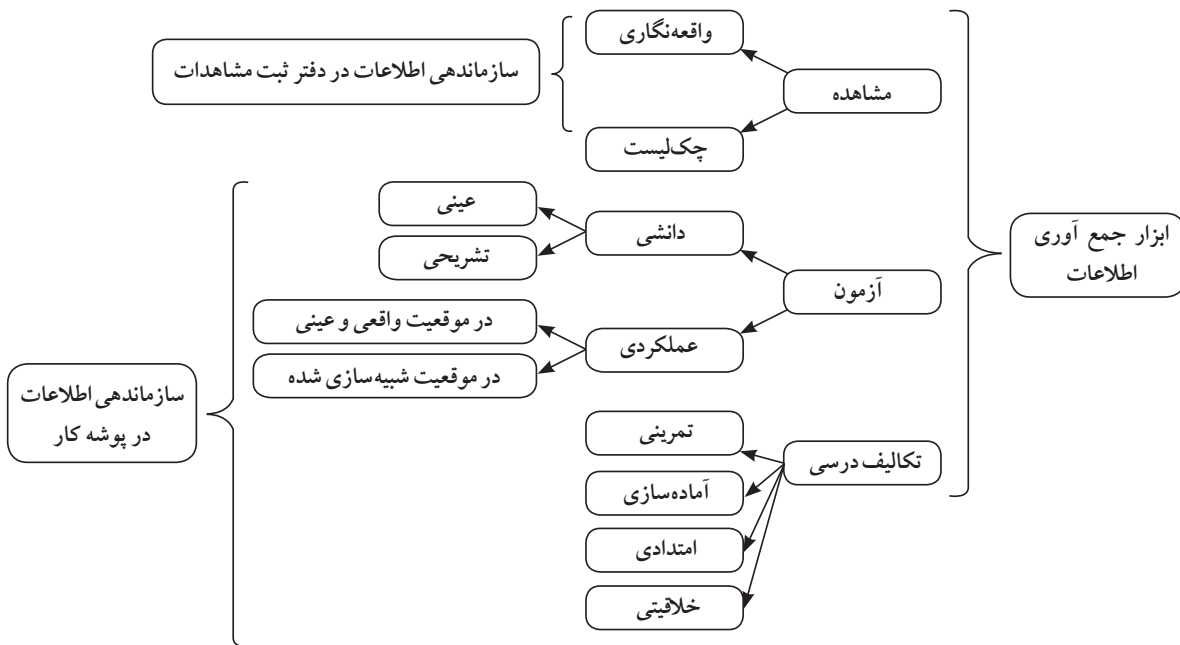 ابزار جمع آوری
اطلاعات
مشاهده
واقعه‌نگاری
چک‌لیست
سازماندهی اطلاعات در دفتر ثبت مشاهدات
آزمون
دانشی
عینی
تشریحی
عملکردی
در موقعیت واقعی و عینی
در موقعیت شبیه‌سازی شده
تکالیف درسی
تمرینی
آماده‌سازی
امتدادی
خلاقیتی
سازماندهی اطلاعات
در پوشه کار